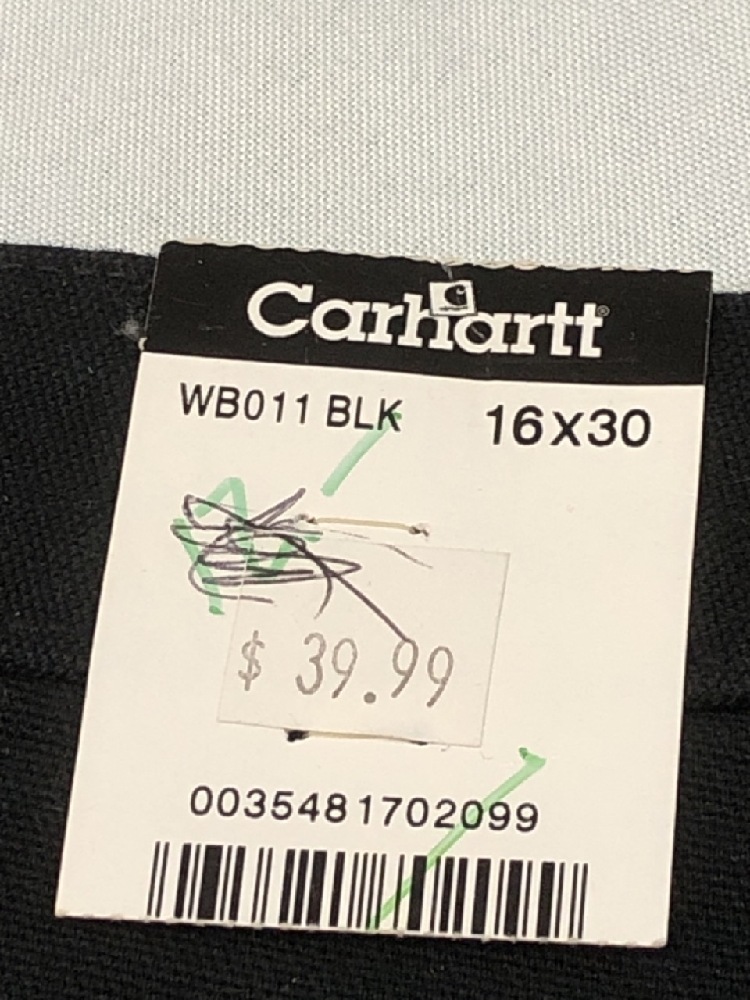 Carhartt®
WB011 BLK 16X30
$ 39.99
0035481702099